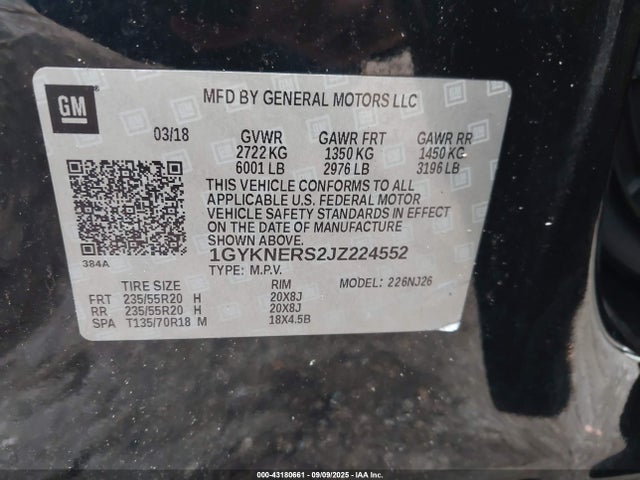 GM
MFD BY GENERAL MOTORS LLC
03/18 GVWR GAWR FRT GAWR RR
2722 KG 1350 KG 1450 KG
6001 LB 2976 LB 3196 LB
THIS VEHICLE CONFORMS TO ALL
APPLICABLE U.S. FEDERAL MOTOR
VEHICLE SAFETY STANDARDS IN EFFECT
ON THE DATE OF MANUFACTURE
SHOWN ABOVE.
384A 1GYKNERS2JZ224552
TYPE: M.P.V. MODEL: 226NJ26
TIRE SIZE RIM
FRT 235/55R20 H 20X8J
RR 235/55R20 H 20X8J
SPA T135/70R18 M 18X4.5B
000-43180661 - 09/09/2025 - IAA Inc.